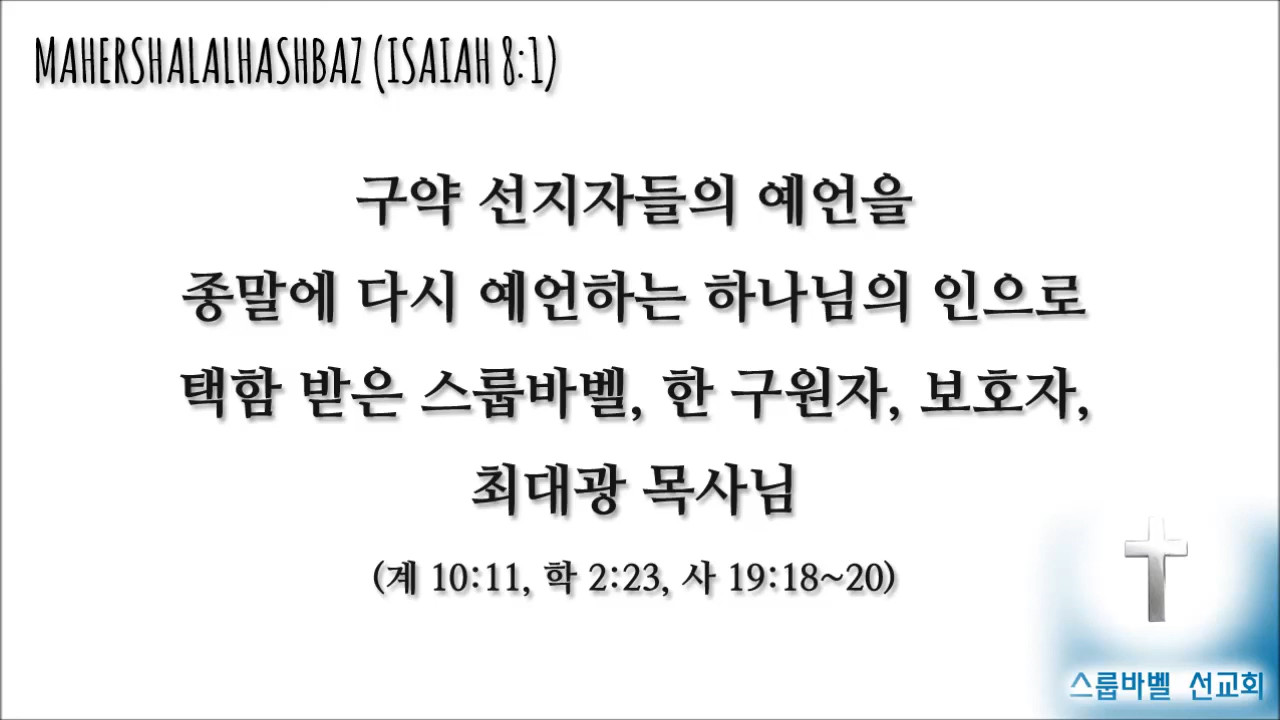 MAHERSHALALHASHBAZ (ISAIAH 8:1)
구약 선지자들의 예언을
종말에 다시 예언하는 하나님의 인으로
택함 받은 스룹바벨, 한 구원자, 보호자,
최대광 목사님
(계 10:11, 학 2:23, 사 19:18~20)
스룹바벨 선교회